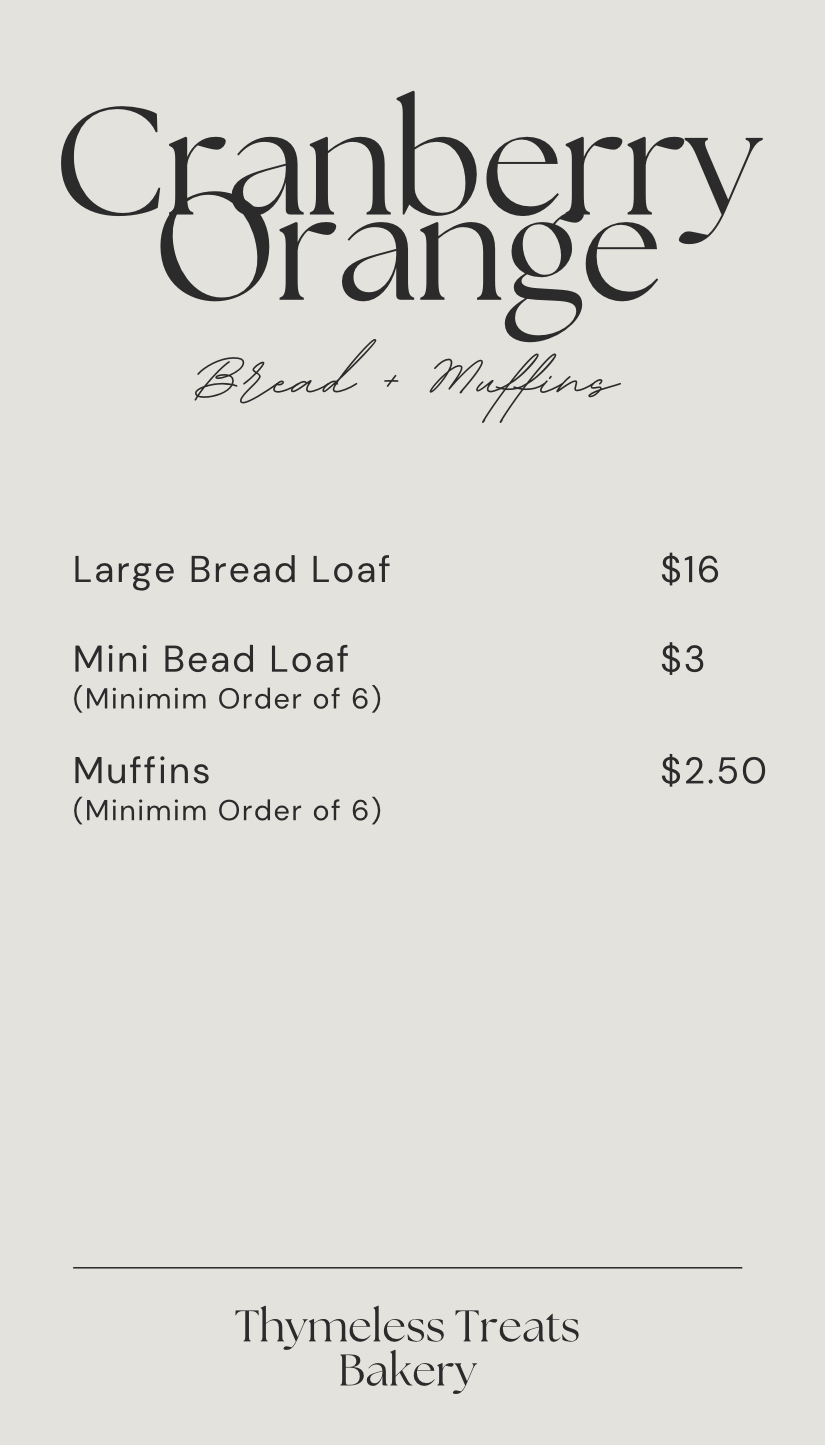 Cranberry
Orange
Bread + Muffins
Large Bread Loaf $16
Mini Bead Loaf $3
(Minimim Order of 6)
Muffins $2.50
(Minimim Order of 6)
Thymeless Treats
Bakery